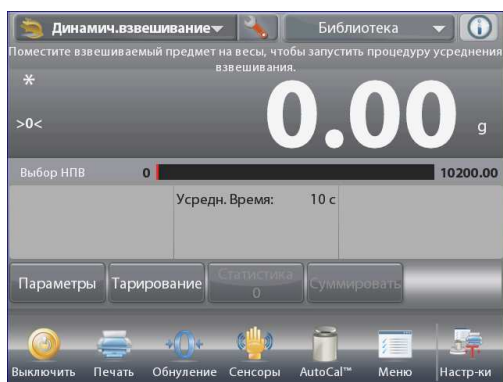 Динамич.взвешивание Библиотека
Поместите взвешиваемый предмет на весы, чтобы запустить процедуру усреднения
взвешивания.
*
>0<
0.00 g
Выбор НПВ 0 10200.00
Усредн. Время: 10 с
Параметры Тарирование Статистика Суммировать
0
Выключить Печать Обнуление Сенсоры AutoCal™ Меню Настр-ки